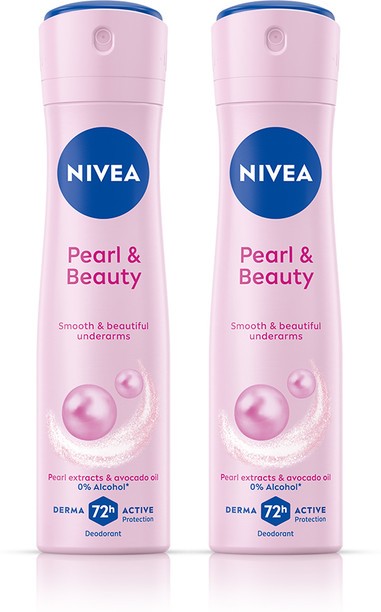 NIVEA
Pearl &
Beauty
Smooth & beautiful
underarms
Pearl extracts & avocado oil
0% Alcohol*
DERMA 72h ACTIVE
Protection
Deodorant
NIVEA
Pearl &
Beauty
Smooth & beautiful
underarms
Pearl extracts & avocado oil
0% Alcohol*
DERMA 72h ACTIVE
Protection
Deodorant